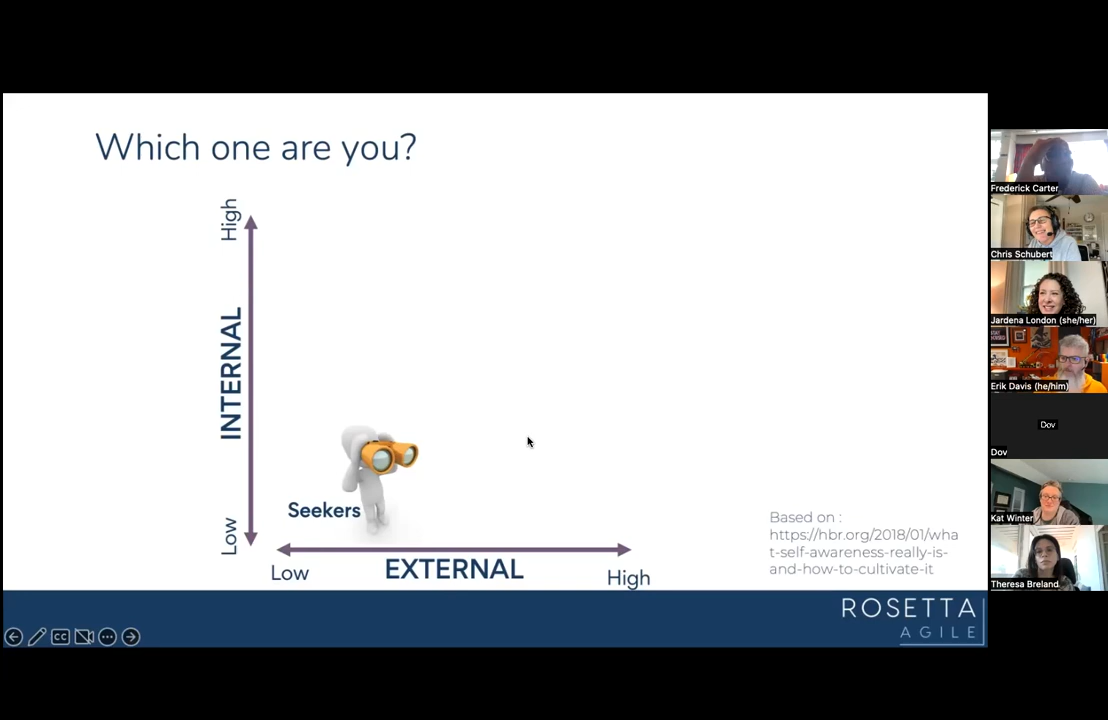 Which one are you?
High
INTERNAL
Low
Seekers
Low
EXTERNAL
High
Based on :
https://hbr.org/2018/01/wha
t-self-awareness-really-is-
and-how-to-cultivate-it
ROSETTA
AGILE
CC
Frederick Carter
Chris Schubert
Jardena London (she/her)
Erik Davis (he/him)
Dov
Dov
Kat Winter
Theresa Breland